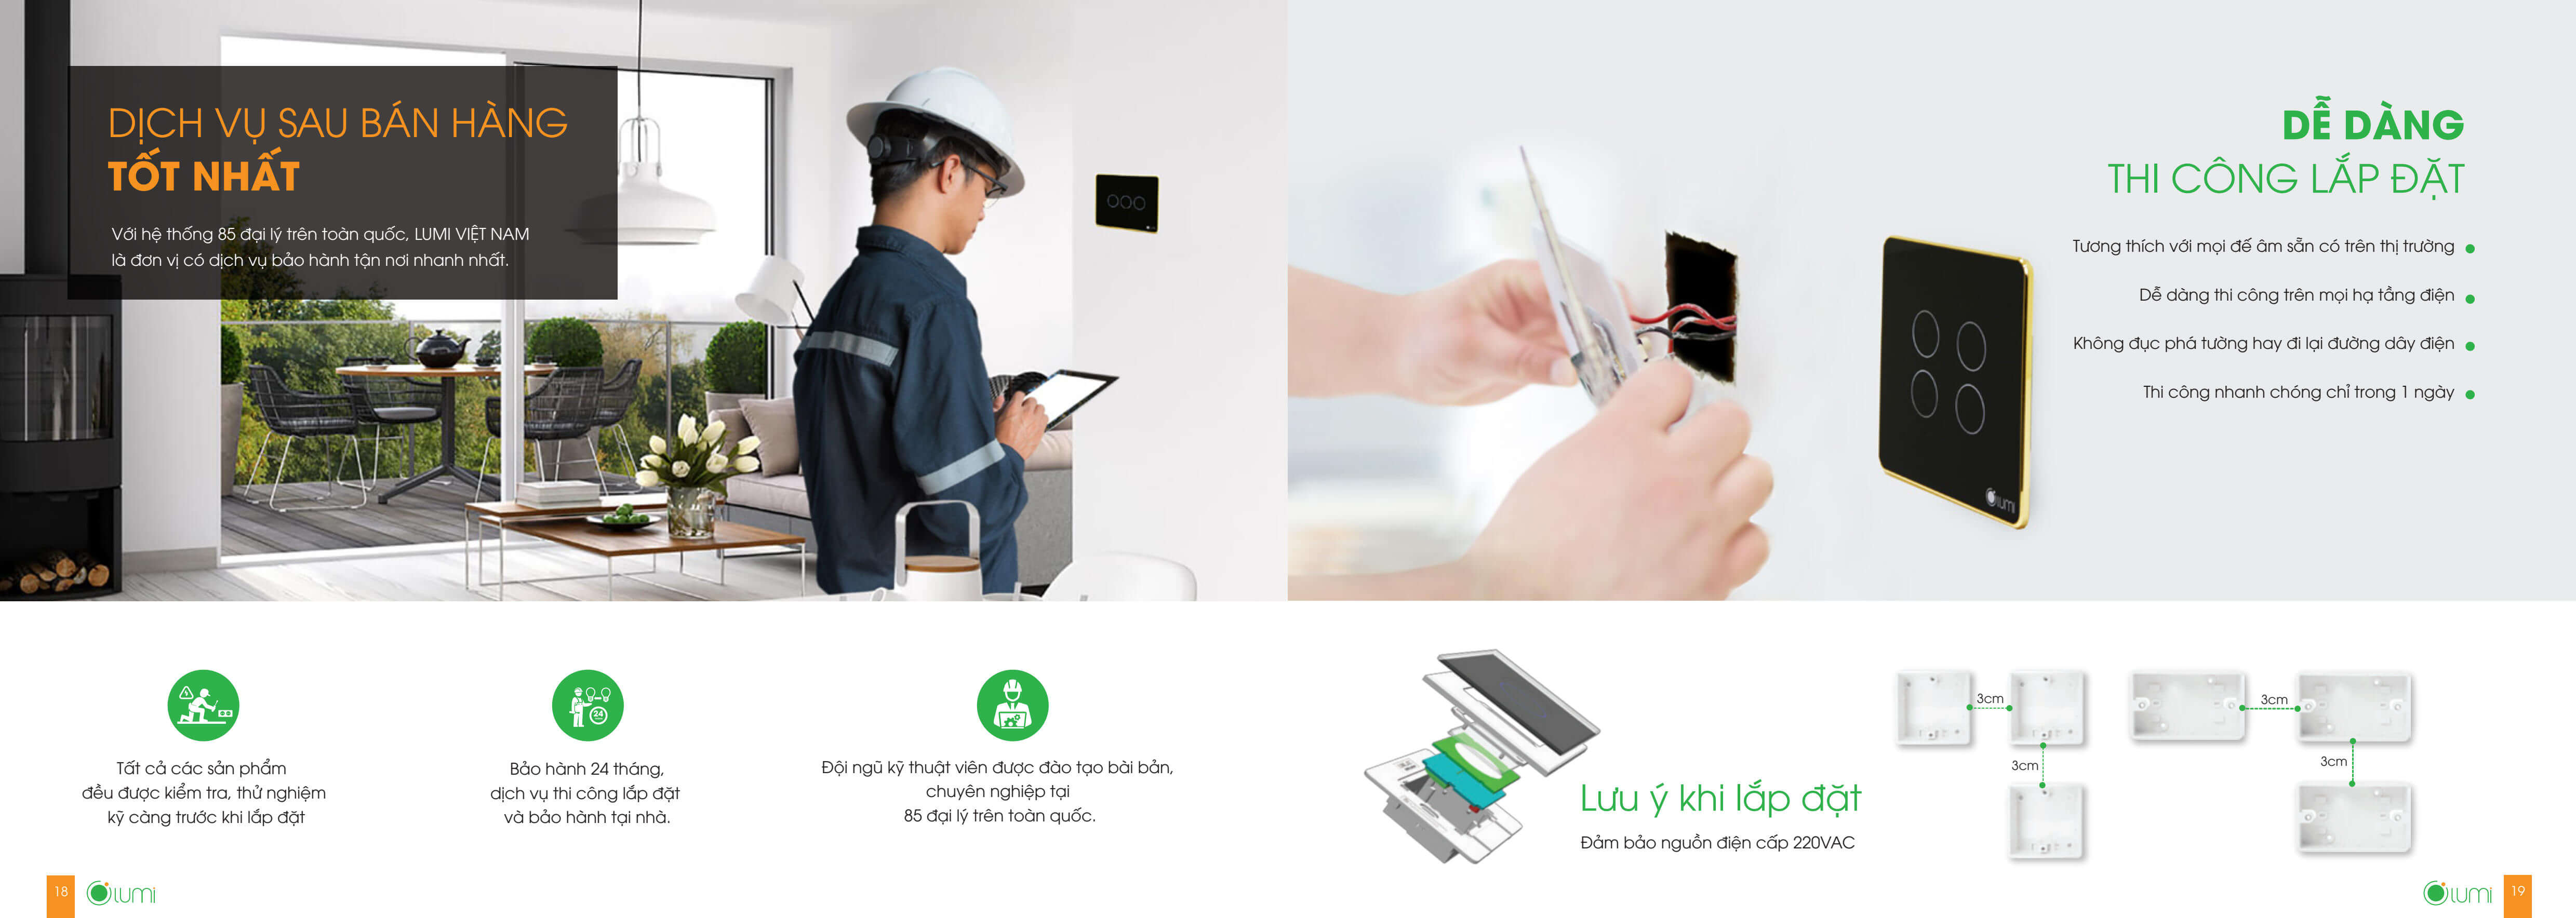 DỊCH VỤ SAU BÁN HÀNG
TỐT NHẤT
Với hệ thống 85 đại lý trên toàn quốc, LUMI VIỆT NAM
là đơn vị có dịch vụ bảo hành tận nơi nhanh nhất.
Tất cả các sản phẩm
đều được kiểm tra, thử nghiệm
kỹ càng trước khi lắp đặt
24
Bảo hành 24 tháng,
dịch vụ thi công lắp đặt
và bảo hành tại nhà.
Đội ngũ kỹ thuật viên được đào tạo bài bản,
chuyên nghiệp tại
85 đại lý trên toàn quốc.
18
Lumi
DỄ DÀNG
THI CÔNG LẮP ĐẶT
Tương thích với mọi đế âm sẵn có trên thị trường
Dễ dàng thi công trên mọi hạ tầng điện
Không đục phá tường hay đi lại đường dây điện
Thi công nhanh chóng chỉ trong 1 ngày
Lumi
Lưu ý khi lắp đặt
Đảm bảo nguồn điện cấp 220VAC
3cm
3cm
3cm
3cm
Lumi
19